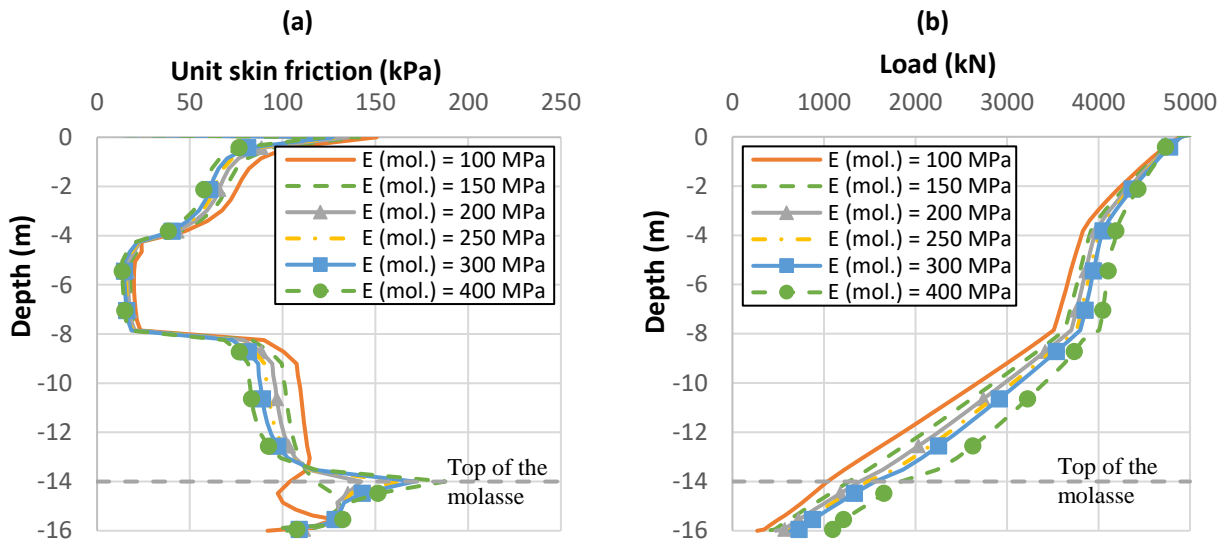 (a)
Unit skin friction (kPa)
0 50 100 150 200 250
Depth (m)
0
-2
-4
-6
-8
-10
-12
-14
-16
E (mol.) = 100 MPa
E (mol.) = 150 MPa
E (mol.) = 200 MPa
E (mol.) = 250 MPa
E (mol.) = 300 MPa
E (mol.) = 400 MPa
Top of the
molasse
(b)
Load (kN)
0 1000 2000 3000 4000 5000
Depth (m)
0
-2
-4
-6
-8
-10
-12
-14
-16
E (mol.) = 100 MPa
E (mol.) = 150 MPa
E (mol.) = 200 MPa
E (mol.) = 250 MPa
E (mol.) = 300 MPa
E (mol.) = 400 MPa
Top of the
molasse